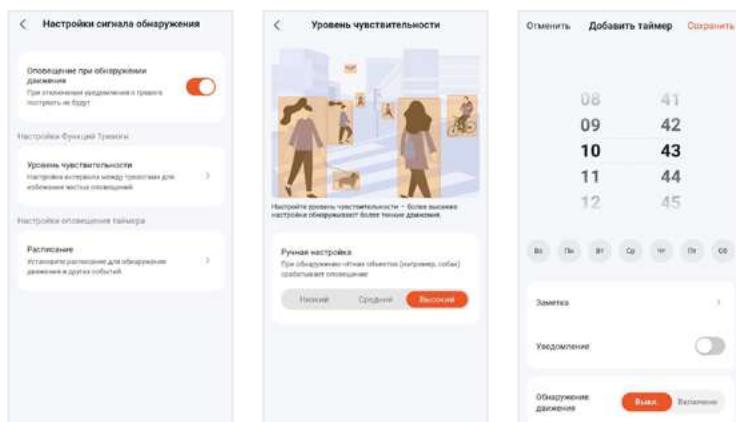 Настройки сигнала обнаружения
Оповещение при обнаружении
движения
При отключении уведомления о тревоге
поступать не будут
Настройки Функций Тревоги
Уровень чувствительности
Настройка интервала между тревогами для
избежания частых оповещений.
Настройки оповещения таймера
Расписание
Установите расписание для обнаружения
движения и других событий.
Уровень чувствительности
Настройте уровень чувствительности – более высокие
настройки обнаруживают более тонкие движения.
Ручная настройка
При обнаружении чётких объектов (например, собак)
срабатывает оповещение
Низкий Средний Высокий
Отменить Добавить таймер Сохранить
08 41
09 42
10 43
11 44
12 45
Вс Пн Вт Ср Чт Пт Сб
Заметка
Уведомление
Обнаружение
движения
Выкл. Включено